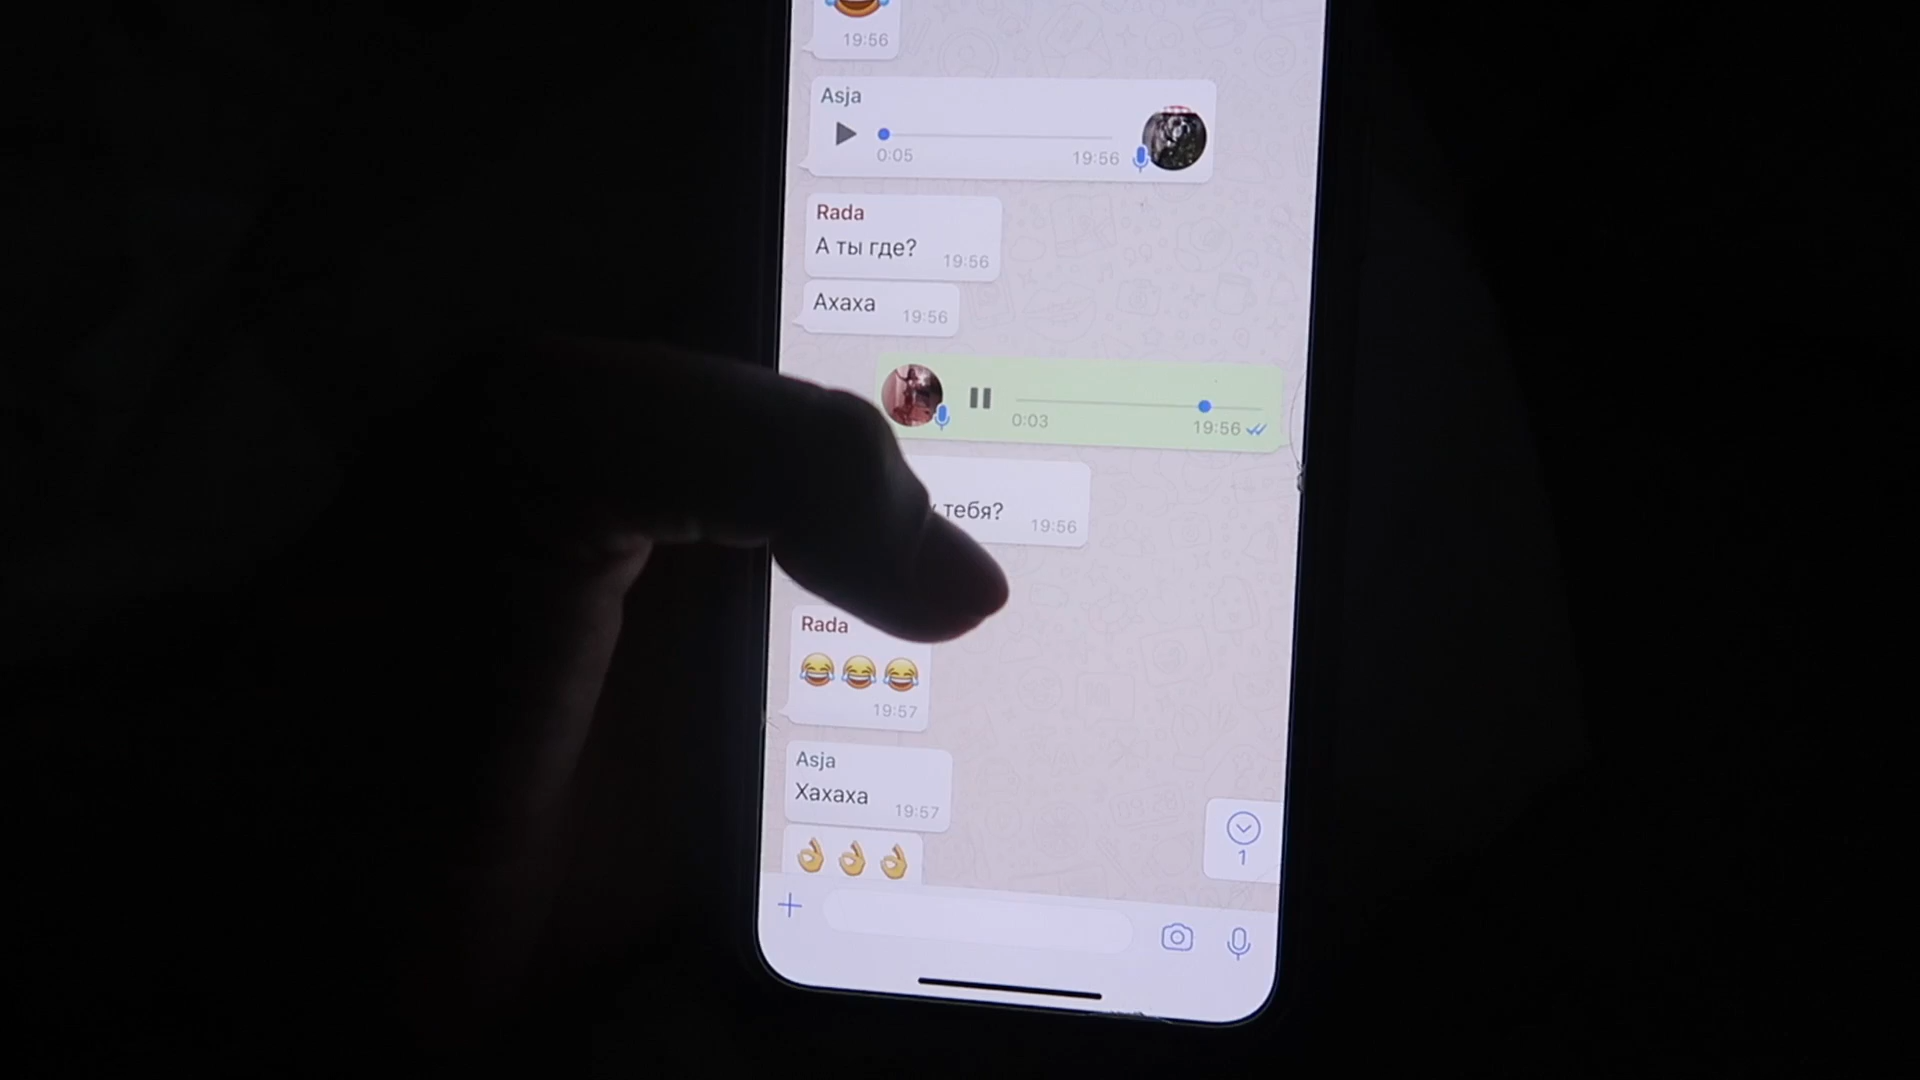 19:56
Asja
0:05 19:56
Rada
А ты где?
19:56
Ахаха
19:56
0:03 19:56
тебя?
19:56
Rada
😂😂😂
19:57
Asja
Хахаха
19:57
👌👌👌
1